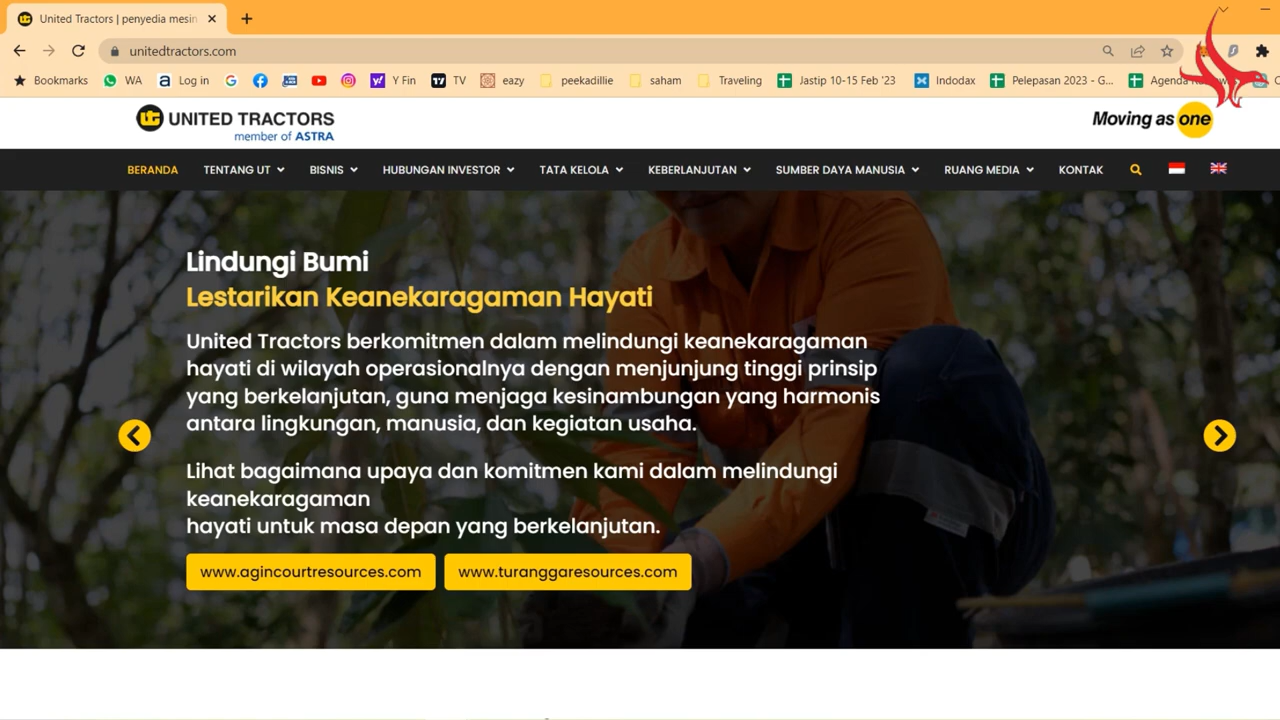 United Tractors | penyedia mesin
unitedtractors.com
Bookmarks WA Log in Y Fin TV eazy peekadillie saham Traveling Jastip 10-15 Feb '23 Indodax Pelepasan 2023 - G...
UNITED TRACTORS
member of ASTRA
Moving as one
BERANDA TENTANG UT BISNIS HUBUNGAN INVESTOR TATA KELOLA KEBERLANJUTAN SUMBER DAYA MANUSIA RUANG MEDIA KONTAK
Lindungi Bumi
Lestarikan Keanekaragaman Hayati
United Tractors berkomitmen dalam melindungi keanekaragaman
hayati di wilayah operasionalnya dengan menjunjung tinggi prinsip
yang berkelanjutan, guna menjaga kesinambungan yang harmonis
antara lingkungan, manusia, dan kegiatan usaha.
Lihat bagaimana upaya dan komitmen kami dalam melindungi
keanekaragaman
hayati untuk masa depan yang berkelanjutan.
www.agincourtresources.com www.turanggaresources.com